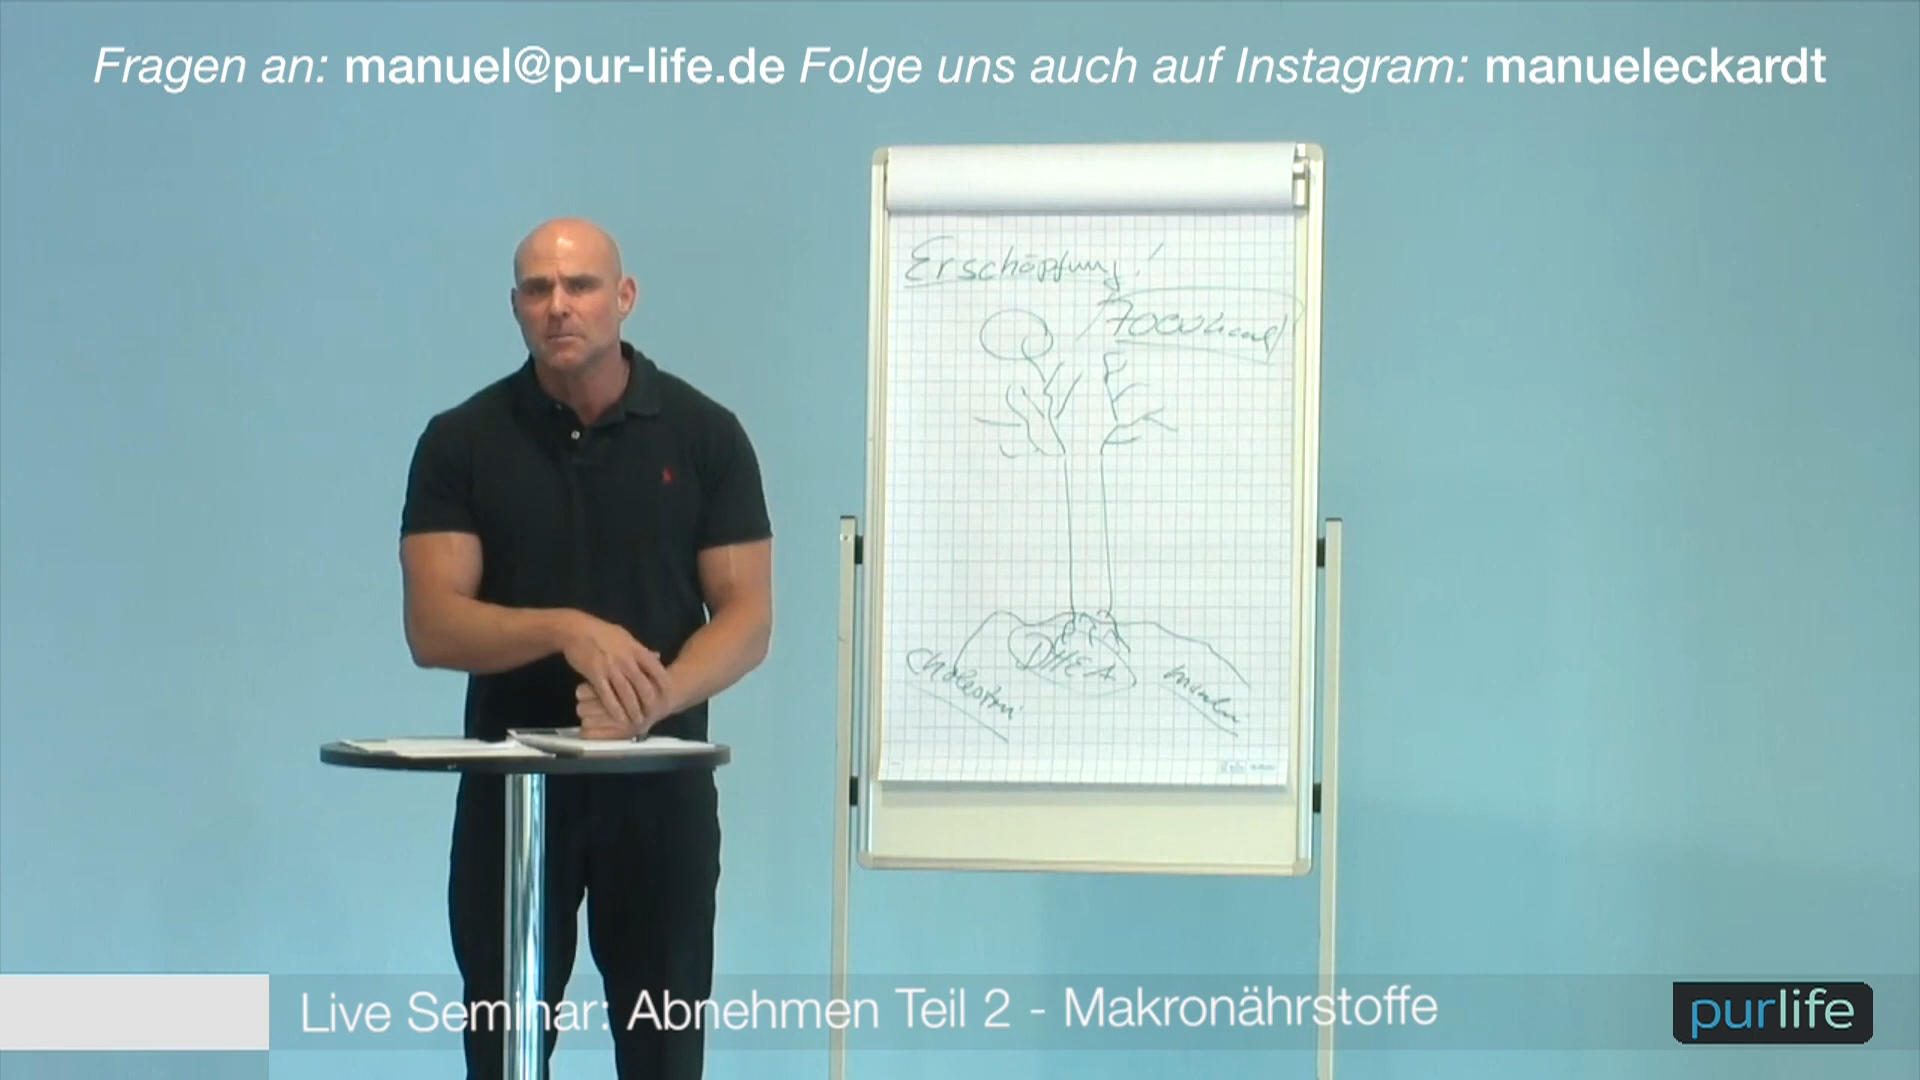 Fragen an: manuel@pur-life.de Folge uns auch auf Instagram: manueleckardt
Erschöpfung!
DHEA
Cholesterin
Live Seminar: Abnehmen Teil 2 - Makronährstoffe
purlife